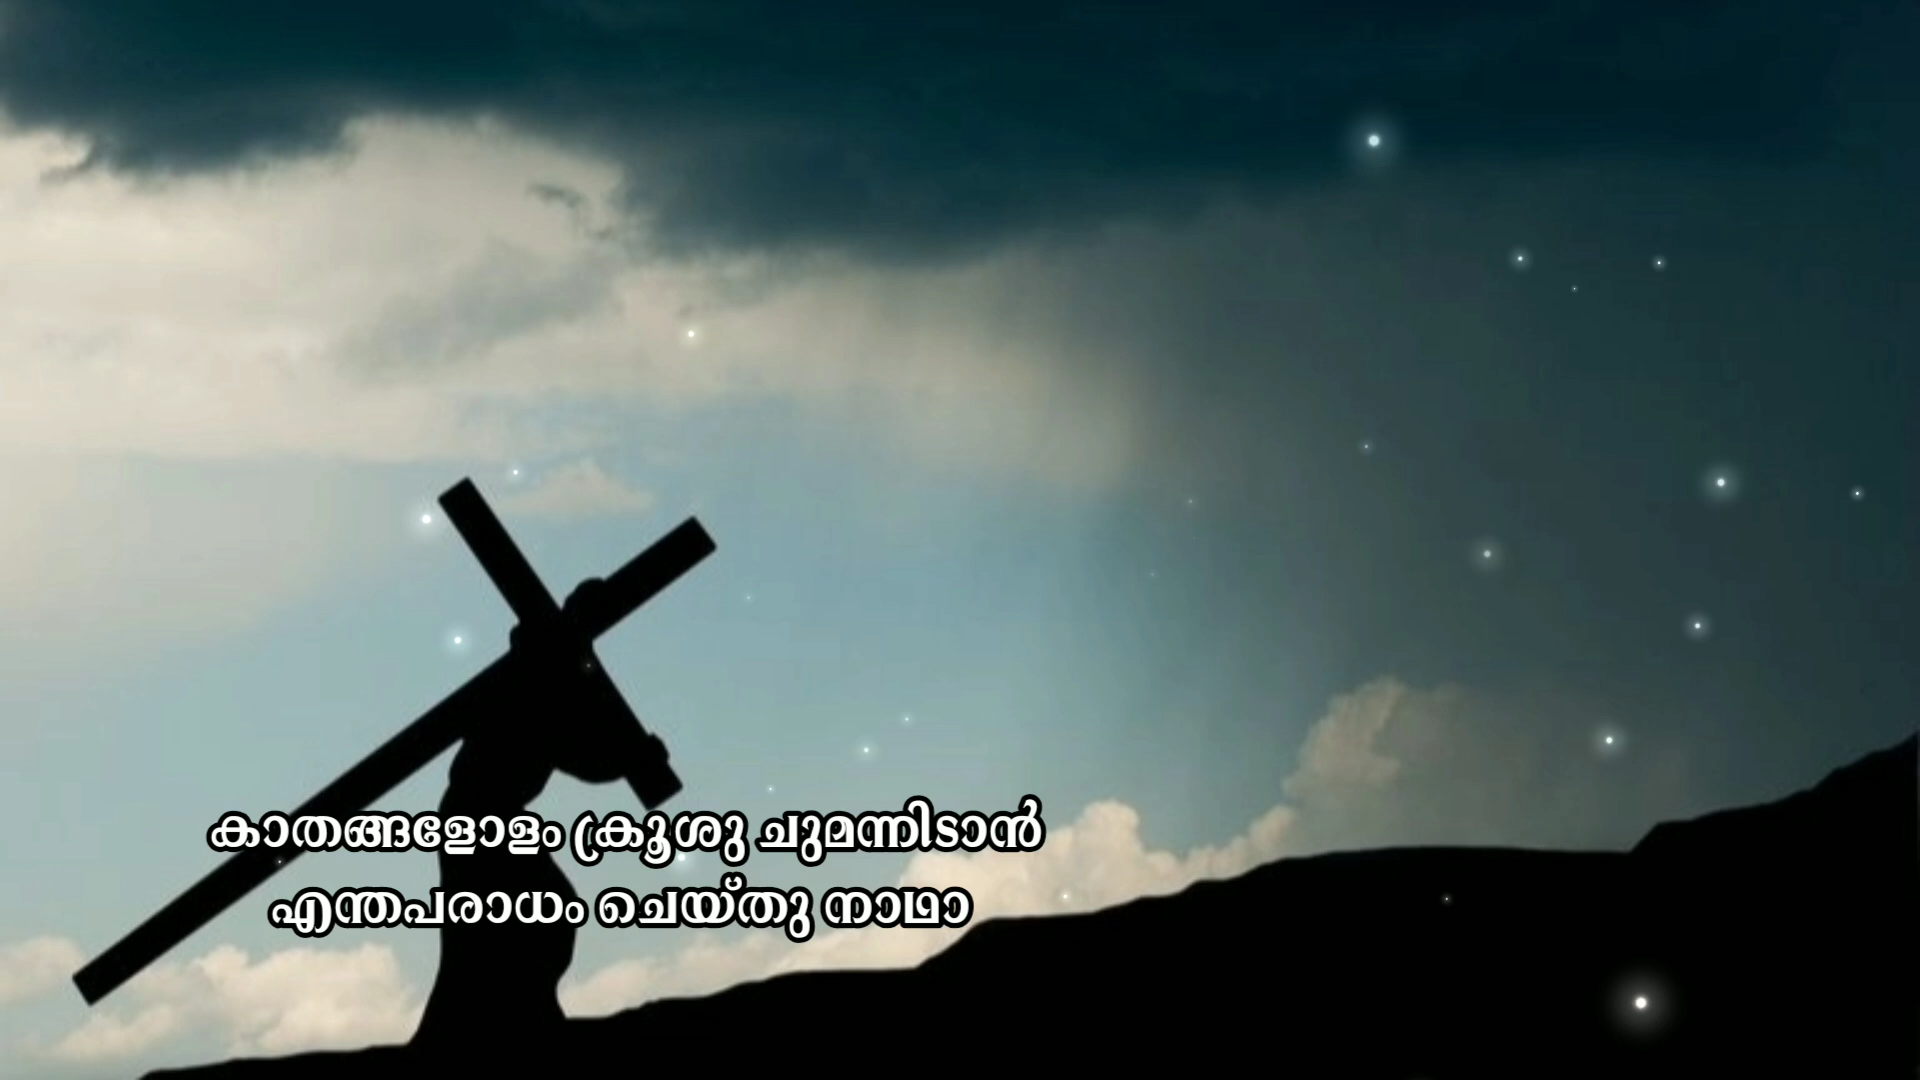 കാതങ്ങളോളം ക്രൂശു ചുമന്നിടാൻ
എന്തപരാധം ചെയ്തു നാഥാ